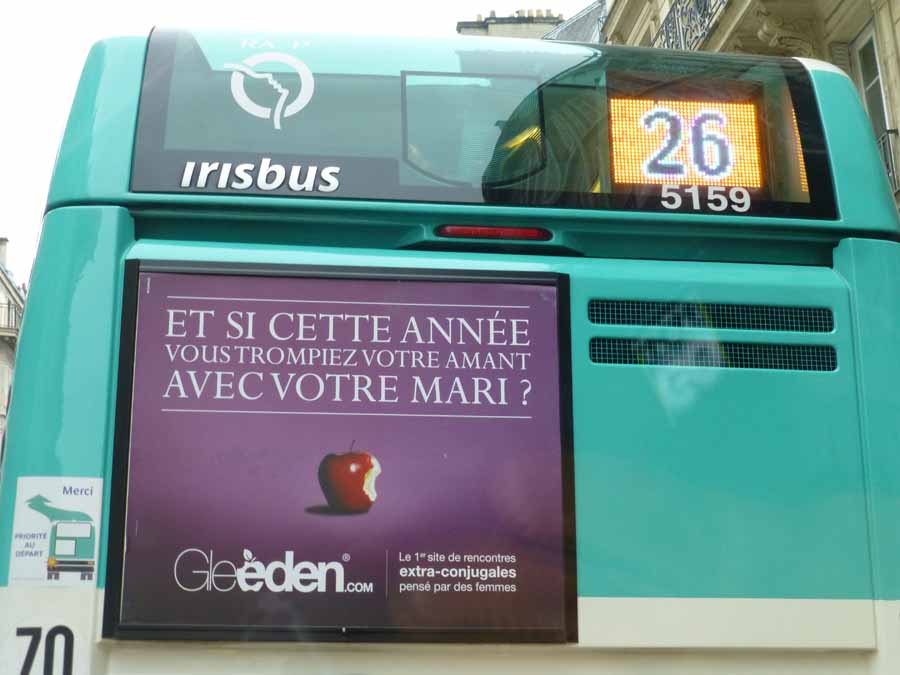 RATP
irisbus
26
5159
ET SI CETTE ANNÉE
VOUS TROMPIEZ VOTRE AMANT
AVEC VOTRE MARI ?
Gleeden®.COM
Le 1er site de rencontres
extra-conjugales
pensé par des femmes
Merci
PRIORITÉ
AU
DÉPART
70